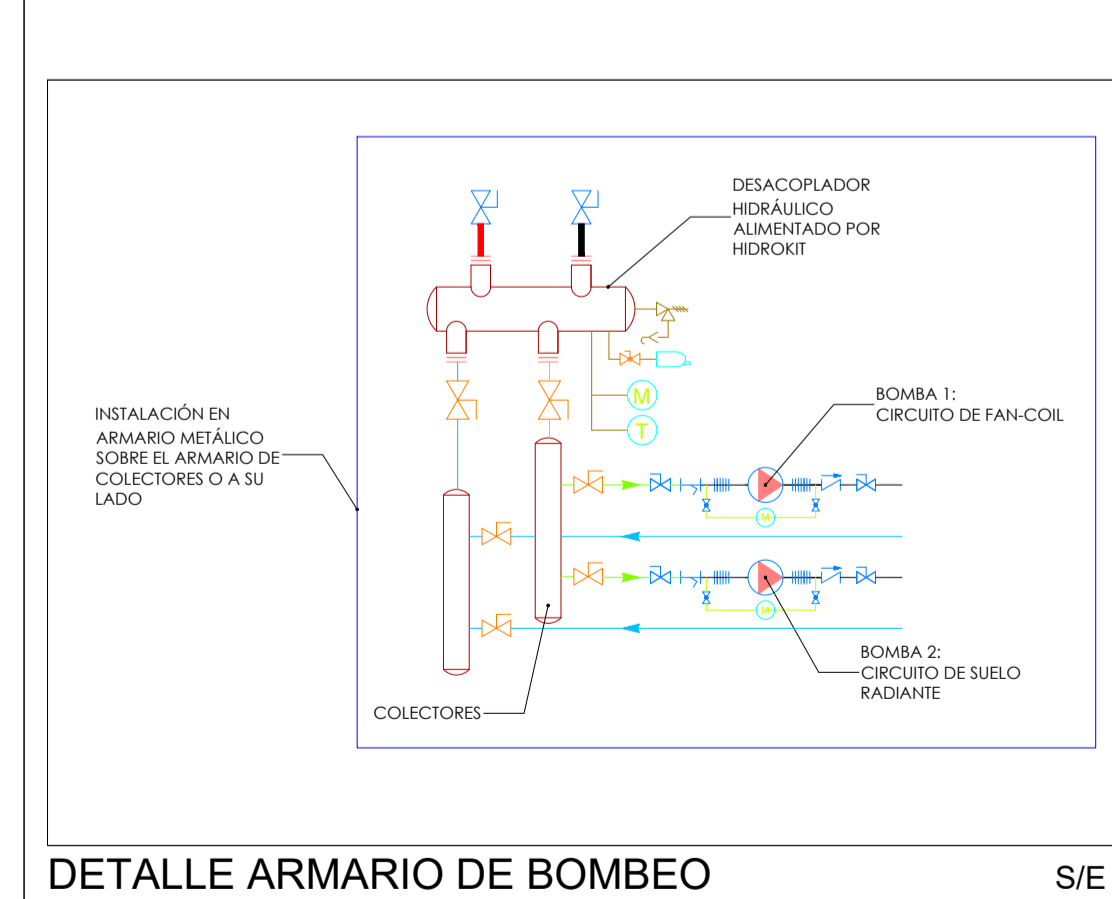 DESACOPLADOR
HIDRÁULICO
ALIMENTADO POR
HIDROKIT
M
T
INSTALACIÓN EN
ARMARIO METÁLICO
SOBRE EL ARMARIO DE
COLECTORES O A SU
LADO
BOMBA 1:
CIRCUITO DE FAN-COIL
M
M
BOMBA 2:
CIRCUITO DE SUELO
RADIANTE
COLECTORES
DETALLE ARMARIO DE BOMBEO
S/E